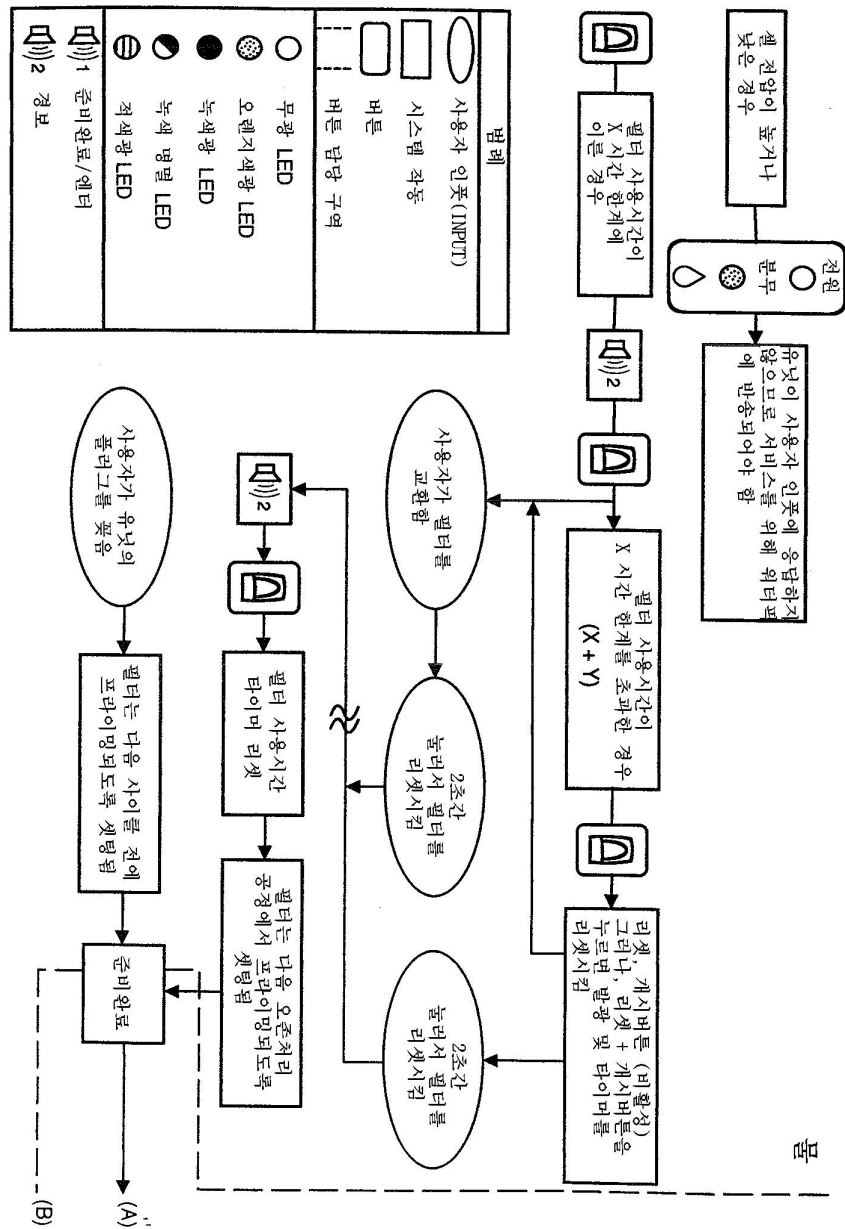 물
셀 전압이 높거나
낮은 경우
전원
분무
유닛이 사용자 인풋에 응답하지
않으므로 서비스를 위해 워터픽
에 반송되어야 함
필터 사용시간이
X 시간 한계에
이른 경우
2
필터 사용시간이
X 시간 한계를 초과한 경우
(X + Y)
리셋, 개시버튼 (비활성)
그러나, 리셋 + 개시버튼을
누르면 발광 및 타이머를
리셋시킴
사용자가 필터를
교환함
2초간
눌러서 필터를
리셋시킴
2초간
눌러서 필터를
리셋시킴
2
필터 사용시간
타이머 리셋
필터는 다음 오존처리
공정에서 프라이밍되도록
셋팅됨
사용자가 유닛의
플러그를 꽂음
필터는 다음 사이클 전에
프라이밍되도록 셋팅됨
준비완료
(A)''
(B)
범례
사용자 인풋(INPUT)
시스템 작동
버튼
버튼 담당 구역
무광 LED
오렌지색광 LED
녹색광 LED
녹색 명멸 LED
적색광 LED
1 준비완료/엔터
2 경보